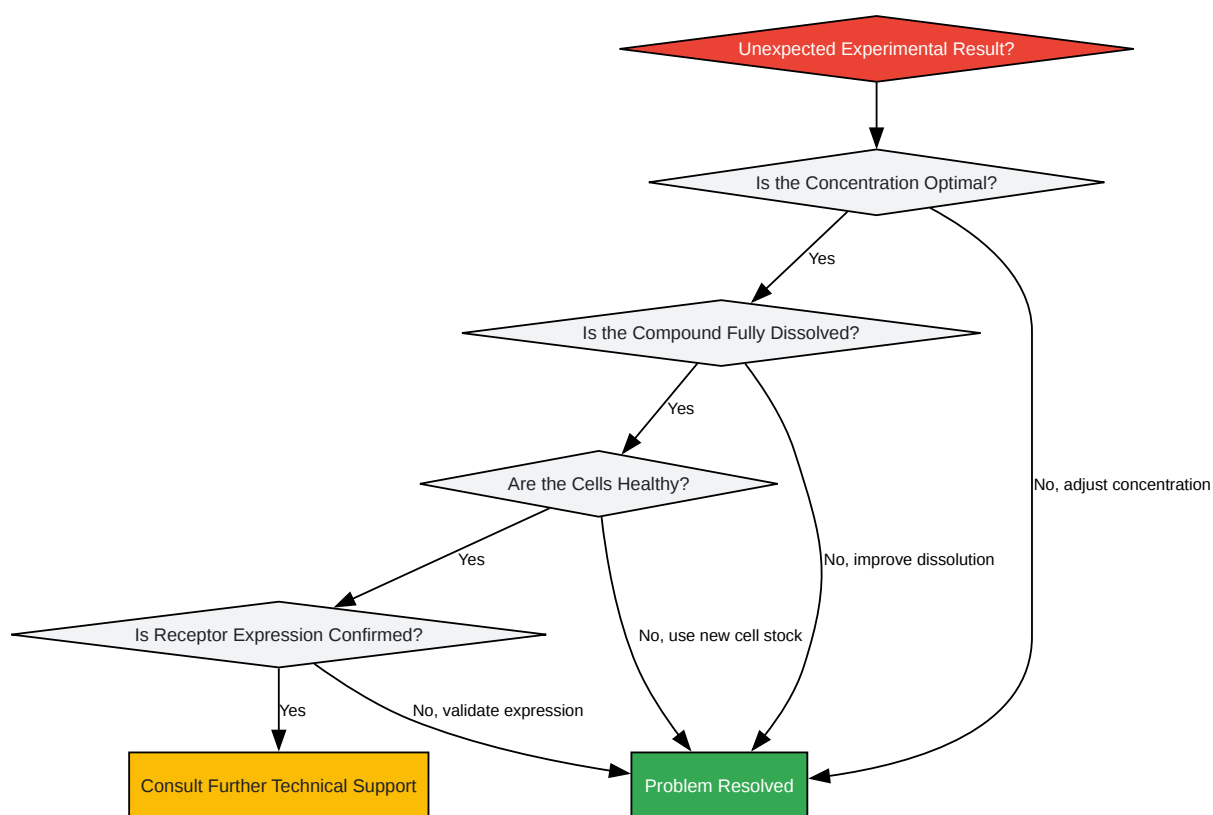 Unexpected Experimental Result?
Is the Concentration Optimal?
Yes
Is the Compound Fully Dissolved?
Yes
Are the Cells Healthy?
No, adjust concentration
Yes
No, improve dissolution
Is Receptor Expression Confirmed?
No, use new cell stock
Yes
No, validate expression
Consult Further Technical Support
Problem Resolved